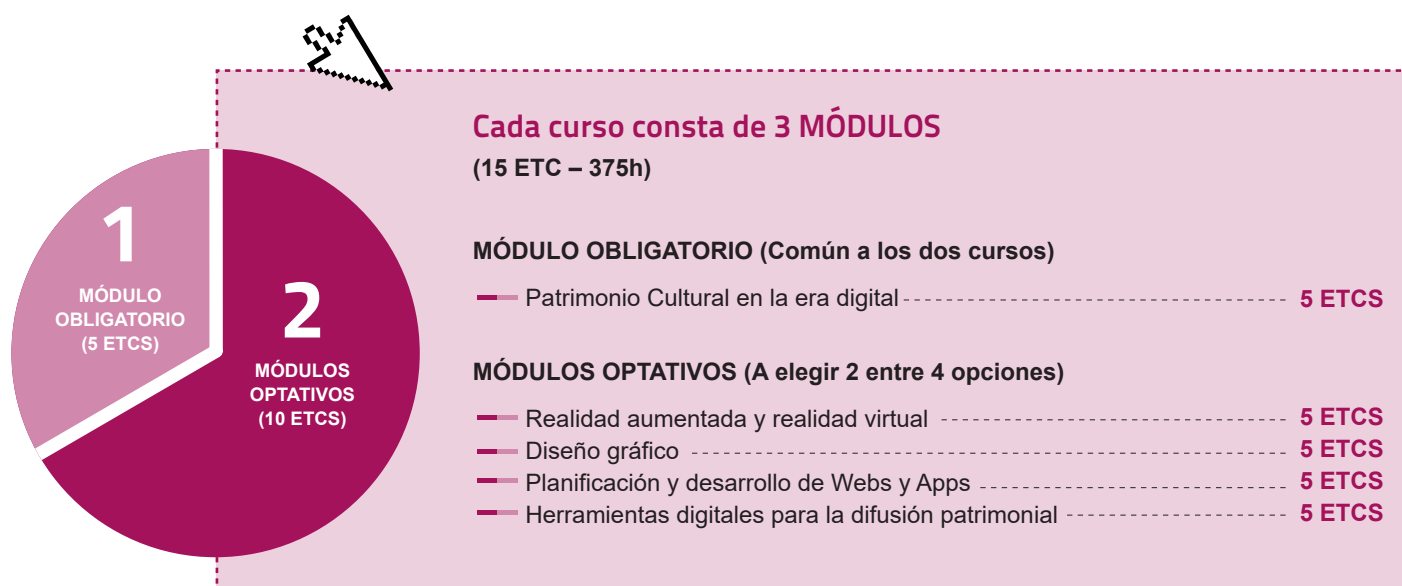 Cada curso consta de 3 MÓDULOS
(15 ETC – 375h)
1
MÓDULO
OBLIGATORIO
(5 ETCS)
2
MÓDULOS
OPTATIVOS
(10 ETCS)
MÓDULO OBLIGATORIO (Común a los dos cursos)
Patrimonio Cultural en la era digital 5 ETCS
MÓDULOS OPTATIVOS (A elegir 2 entre 4 opciones)
Realidad aumentada y realidad virtual 5 ETCS
Diseño gráfico 5 ETCS
Planificación y desarrollo de Webs y Apps 5 ETCS
Herramientas digitales para la difusión patrimonial 5 ETCS